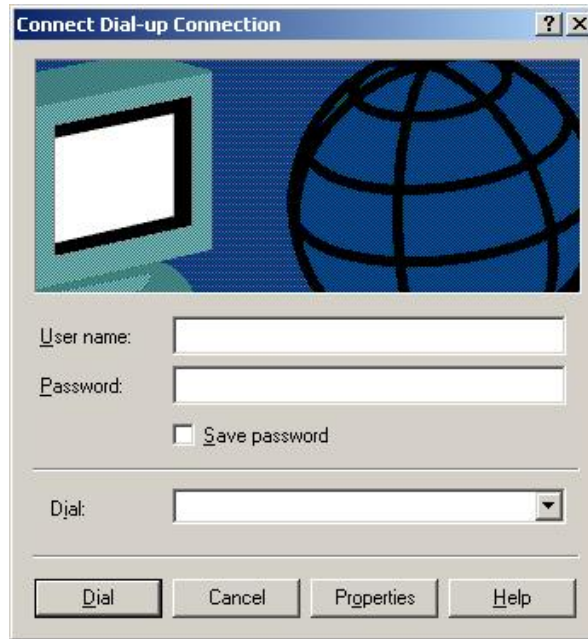 Connect Dial-up Connection
User name:
Password:
Save password
Dial:
Dial Cancel Properties Help